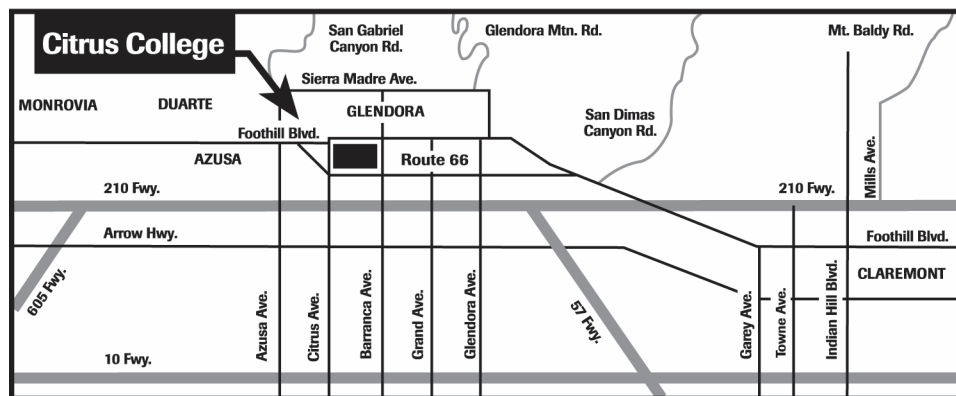 Citrus College
San Gabriel
Canyon Rd.
Glendora Mtn. Rd.
Mt. Baldy Rd.
Sierra Madre Ave.
MONROVIA
DUARTE
GLENDORA
San Dimas
Canyon Rd.
Foothill Blvd.
AZUSA
Route 66
Mills Ave.
210 Fwy.
210 Fwy.
Arrow Hwy.
Foothill Blvd.
CLAREMONT
605 Fwy.
Azusa Ave.
Citrus Ave.
Barranca Ave.
Grand Ave.
Glendora Ave.
57 Fwy.
Garey Ave.
Towne Ave.
Indian Hill Blvd.
10 Fwy.